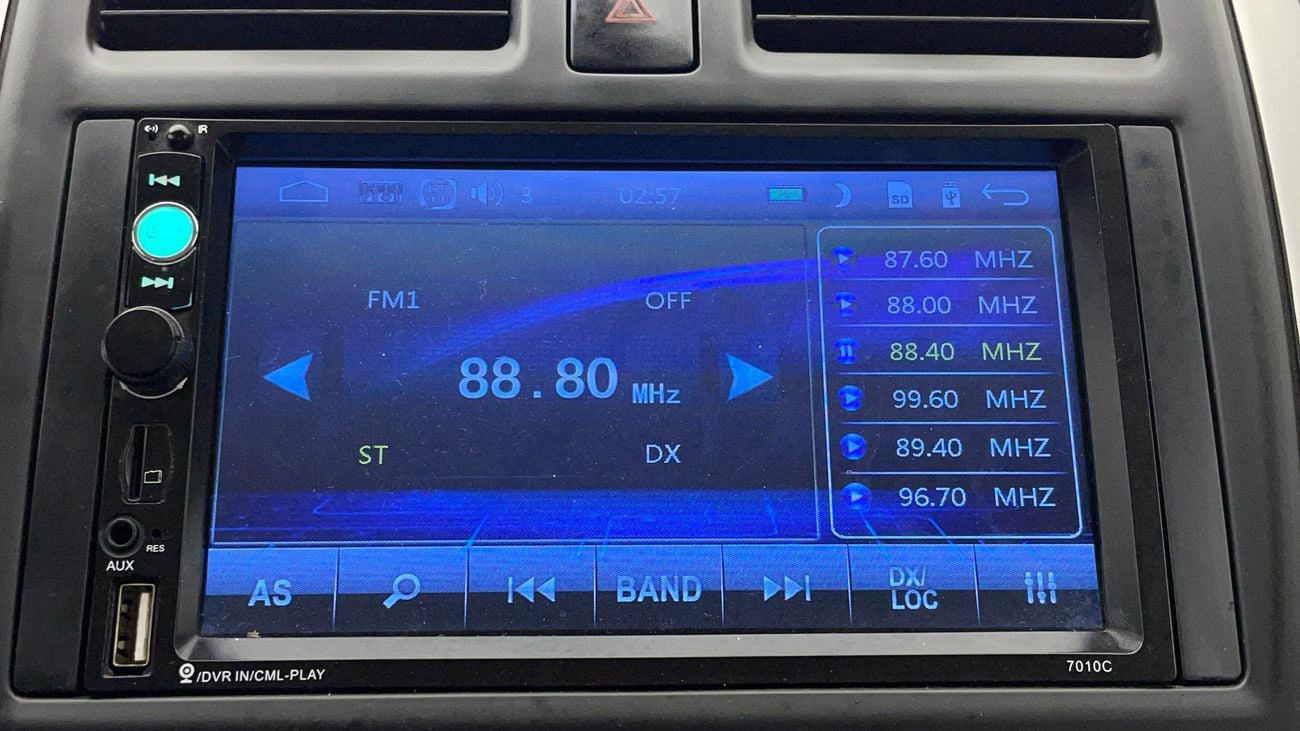 IR
3 02:57 SD
FM1 OFF
88.80 MHz
ST DX
87.60 MHZ
88.00 MHZ
88.40 MHZ
99.60 MHZ
89.40 MHZ
96.70 MHZ
AS BAND DX/
LOC
RES
AUX
/DVR IN/CML-PLAY
7010C